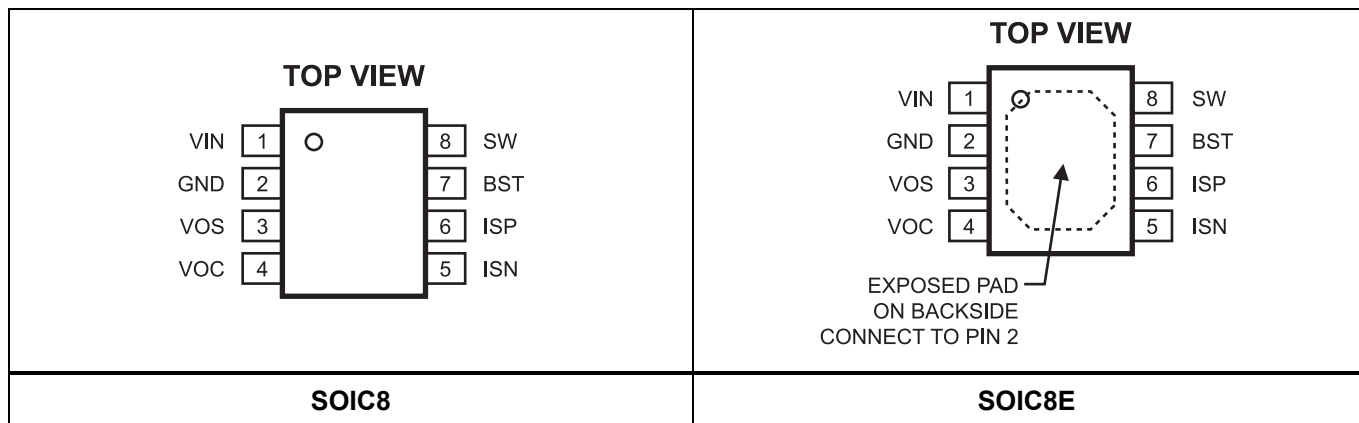 TOP VIEW
VIN 1 8 SW
GND 2 7 BST
VOS 3 6 ISP
VOC 4 5 ISN
SOIC8
TOP VIEW
VIN 1 8 SW
GND 2 7 BST
VOS 3 6 ISP
VOC 4 5 ISN
EXPOSED PAD
ON BACKSIDE
CONNECT TO PIN 2
SOIC8E